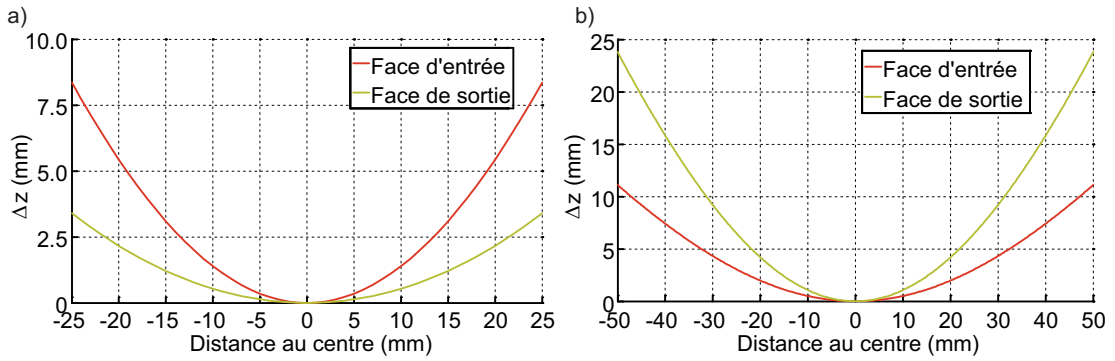 a)
10.0
7.5
5.0
2.5
0
Δz (mm)
Face d'entrée
Face de sortie
-25 -20 -15 -10 -5 0 5 10 15 20 25
Distance au centre (mm)
b)
25
20
15
10
5
0
Δz (mm)
Face d'entrée
Face de sortie
-50 -40 -30 -20 -10 0 10 20 30 40 50
Distance au centre (mm)